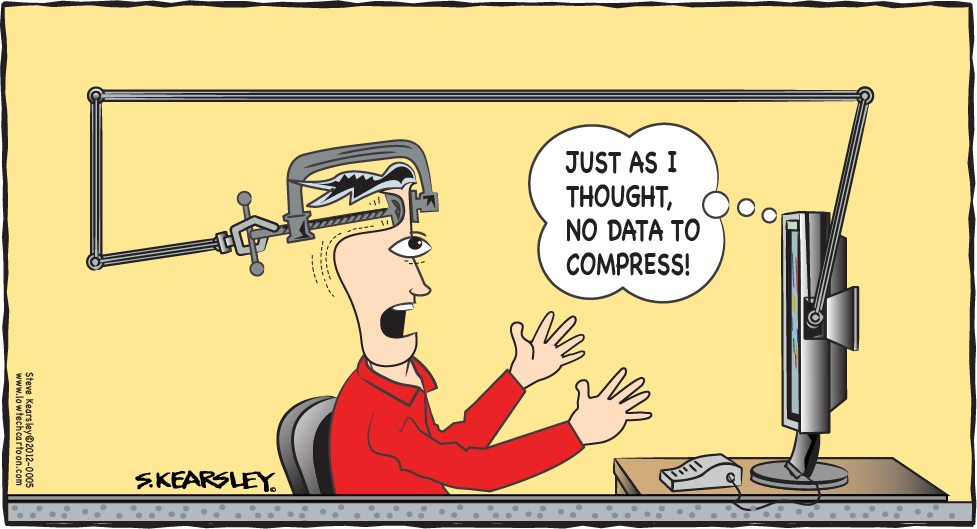 JUST AS I
THOUGHT,
NO DATA TO
COMPRESS!
S.KEARSLEY.©
Steve Kearsley©2012-0005
www.lowtechcartoon.com